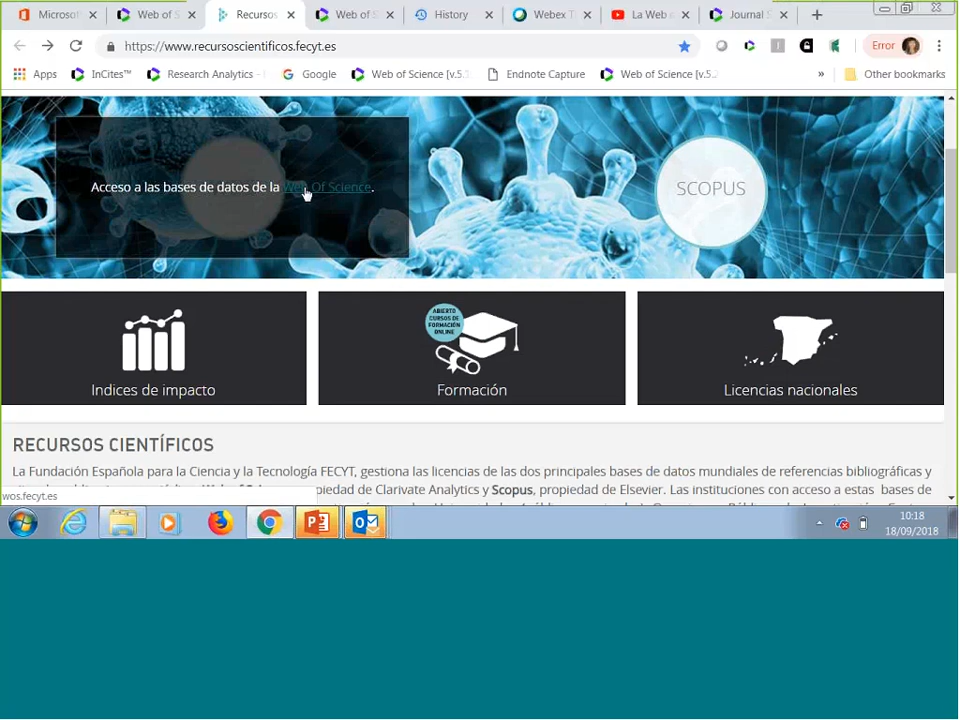 Microsof
Web of S
Recursos
Web of S
History
Webex T
La Web
Journal S
https://www.recursoscientificos.fecyt.es
Error
Apps
InCites™
Research Analytics -
Google
Web of Science [v.5.
Endnote Capture
Web of Science [v.5.2
»
Other bookmarks
Acceso a las bases de datos de la Web Of Science.
SCOPUS
ABIERTO
CURSOS DE
FORMACIÓN
ONLINE
Indices de impacto
Formación
Licencias nacionales
RECURSOS CIENTÍFICOS
La Fundación Española para la Ciencia y la Tecnología FECYT, gestiona las licencias de las dos principales bases de datos mundiales de referencias bibliográficas y
propiedad de Clarivate Analytics y Scopus, propiedad de Elsevier. Las instituciones con acceso a estas bases de
wos.fecyt.es
10:18
18/09/2018